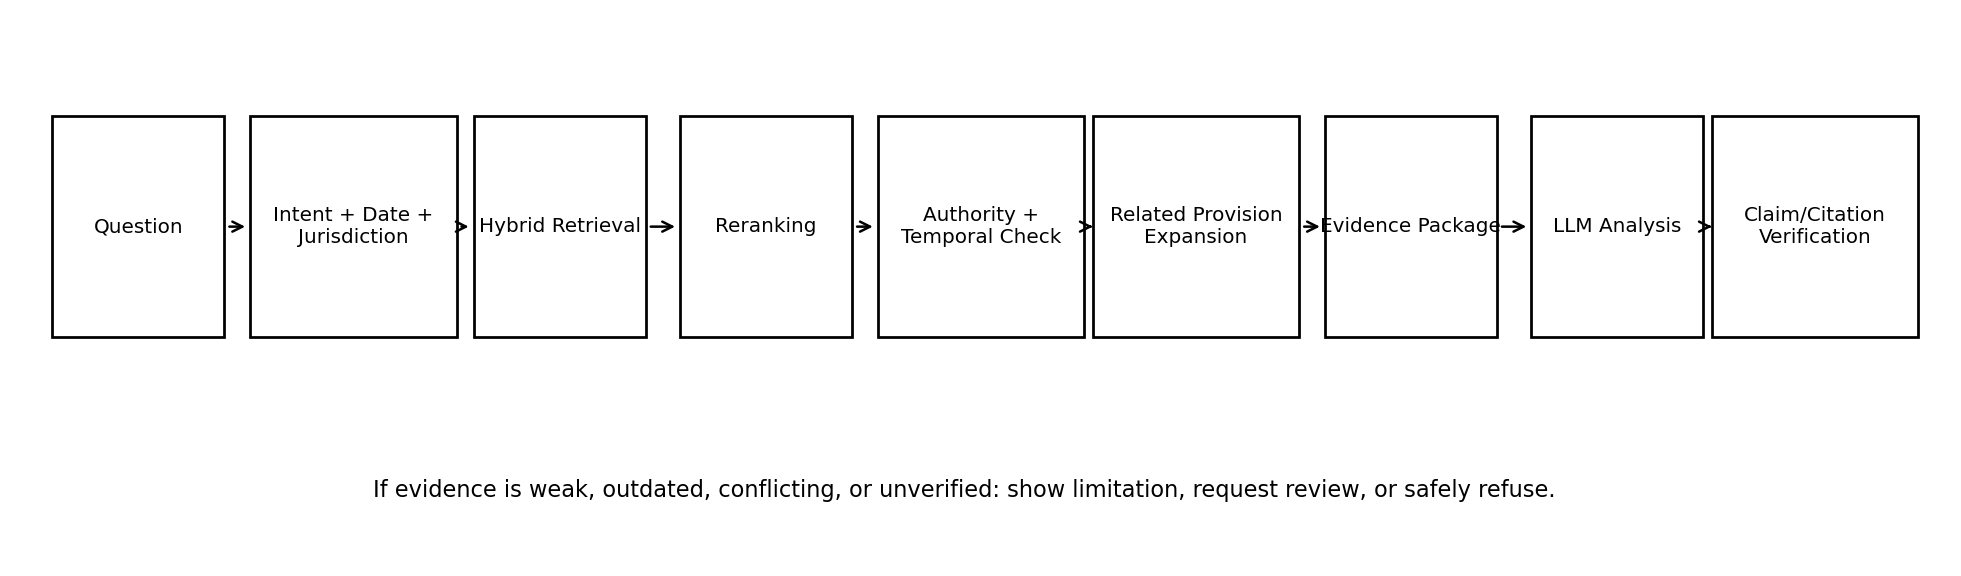 Question
Intent + Date +
Jurisdiction
Hybrid Retrieval
Reranking
Authority +
Temporal Check
Related Provision
Expansion
Evidence Package
LLM Analysis
Claim/Citation
Verification
If evidence is weak, outdated, conflicting, or unverified: show limitation, request review, or safely refuse.